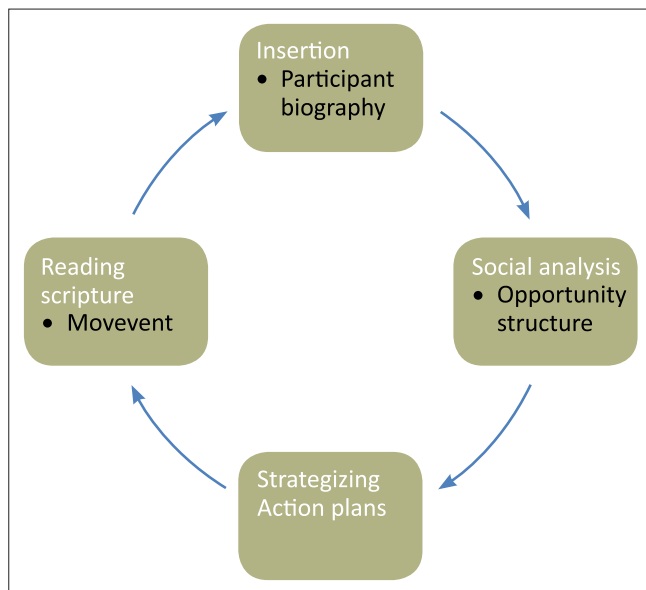 Insertion
• Participant
biography
Social analysis
• Opportunity
structure
Strategizing
Action plans
Reading
scripture
• Movevent